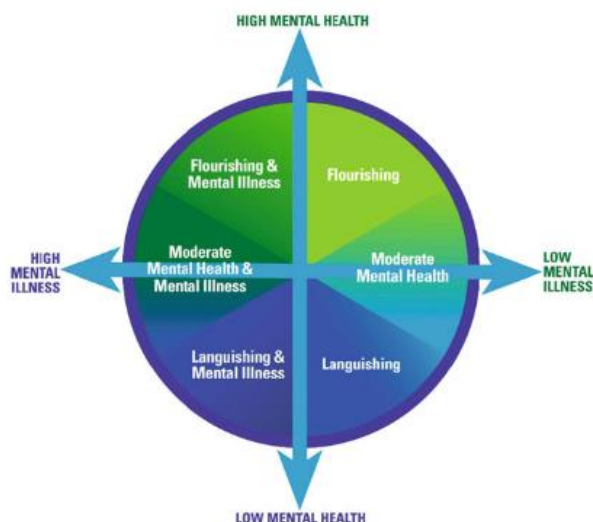 HIGH MENTAL HEALTH
Flourishing &
Mental Illness
Flourishing
HIGH
MENTAL
ILLNESS
Moderate
Mental Health &
Mental Illness
Moderate
Mental Health
LOW
MENTAL
ILLNESS
Languishing &
Mental Illness
Languishing
LOW MENTAL HEALTH